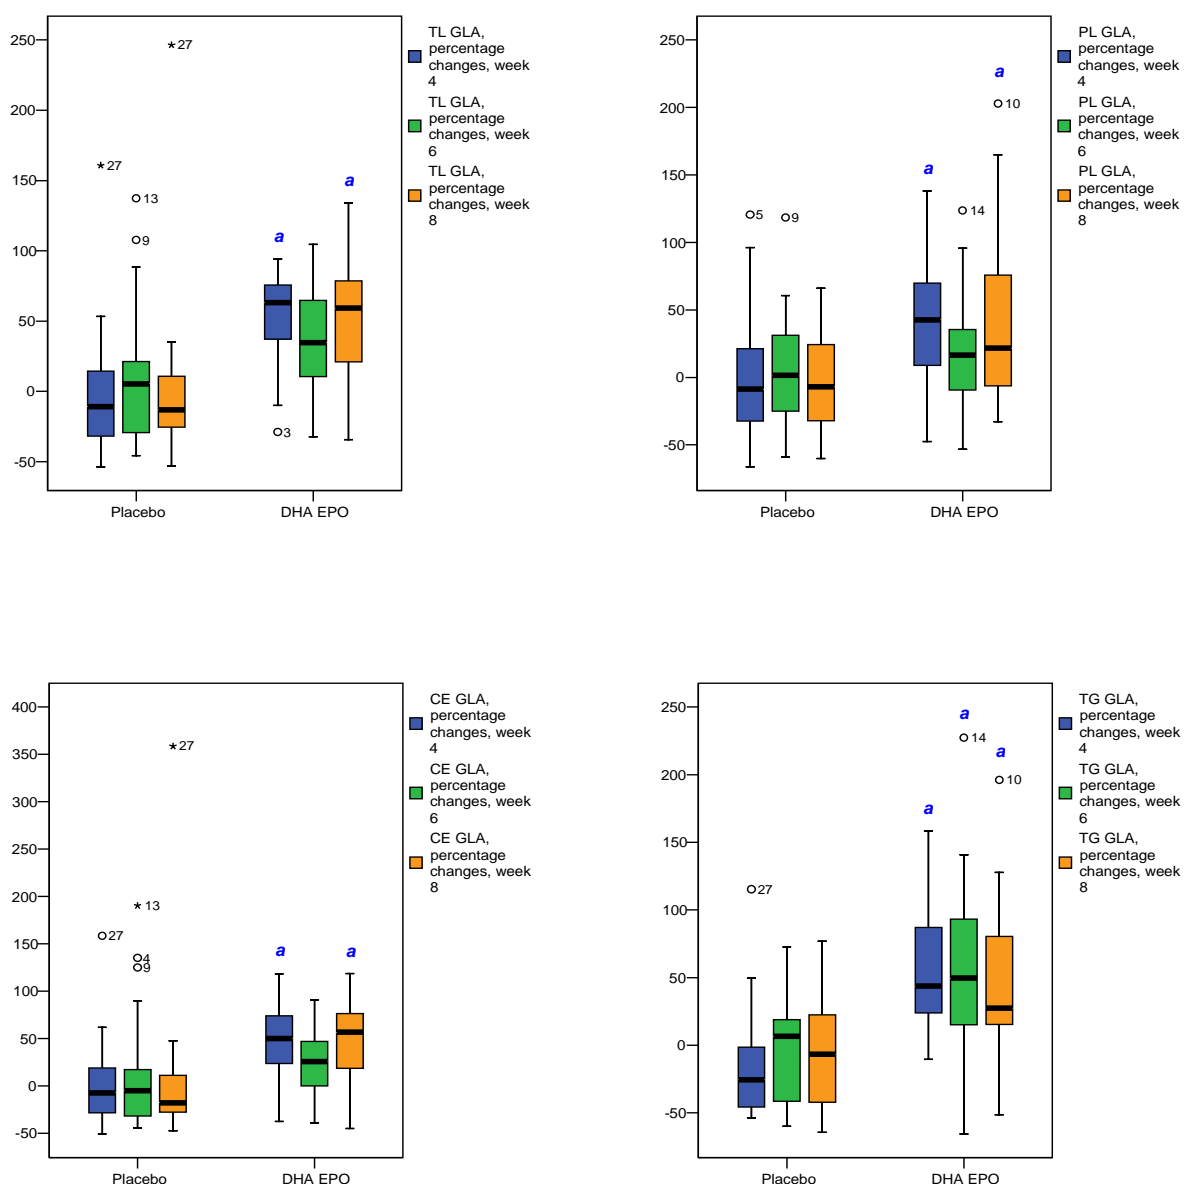 250
200
150
100
50
0
-50
*27
*27
13
9
3
a
a
Placebo
DHA EPO
TL GLA,
percentage
changes, week
4
TL GLA,
percentage
changes, week
6
TL GLA,
percentage
changes, week
8
250
200
150
100
50
0
-50
5
9
14
10
a
a
Placebo
DHA EPO
PL GLA,
percentage
changes, week
4
PL GLA,
percentage
changes, week
6
PL GLA,
percentage
changes, week
8
400
350
300
250
200
150
100
50
0
-50
*27
*13
27
4
9
a
a
Placebo
DHA EPO
CE GLA,
percentage
changes, week
4
CE GLA,
percentage
changes, week
6
CE GLA,
percentage
changes, week
8
250
200
150
100
50
0
-50
27
14
10
a
a
a
Placebo
DHA EPO
TG GLA,
percentage
changes, week
4
TG GLA,
percentage
changes, week
6
TG GLA,
percentage
changes, week
8